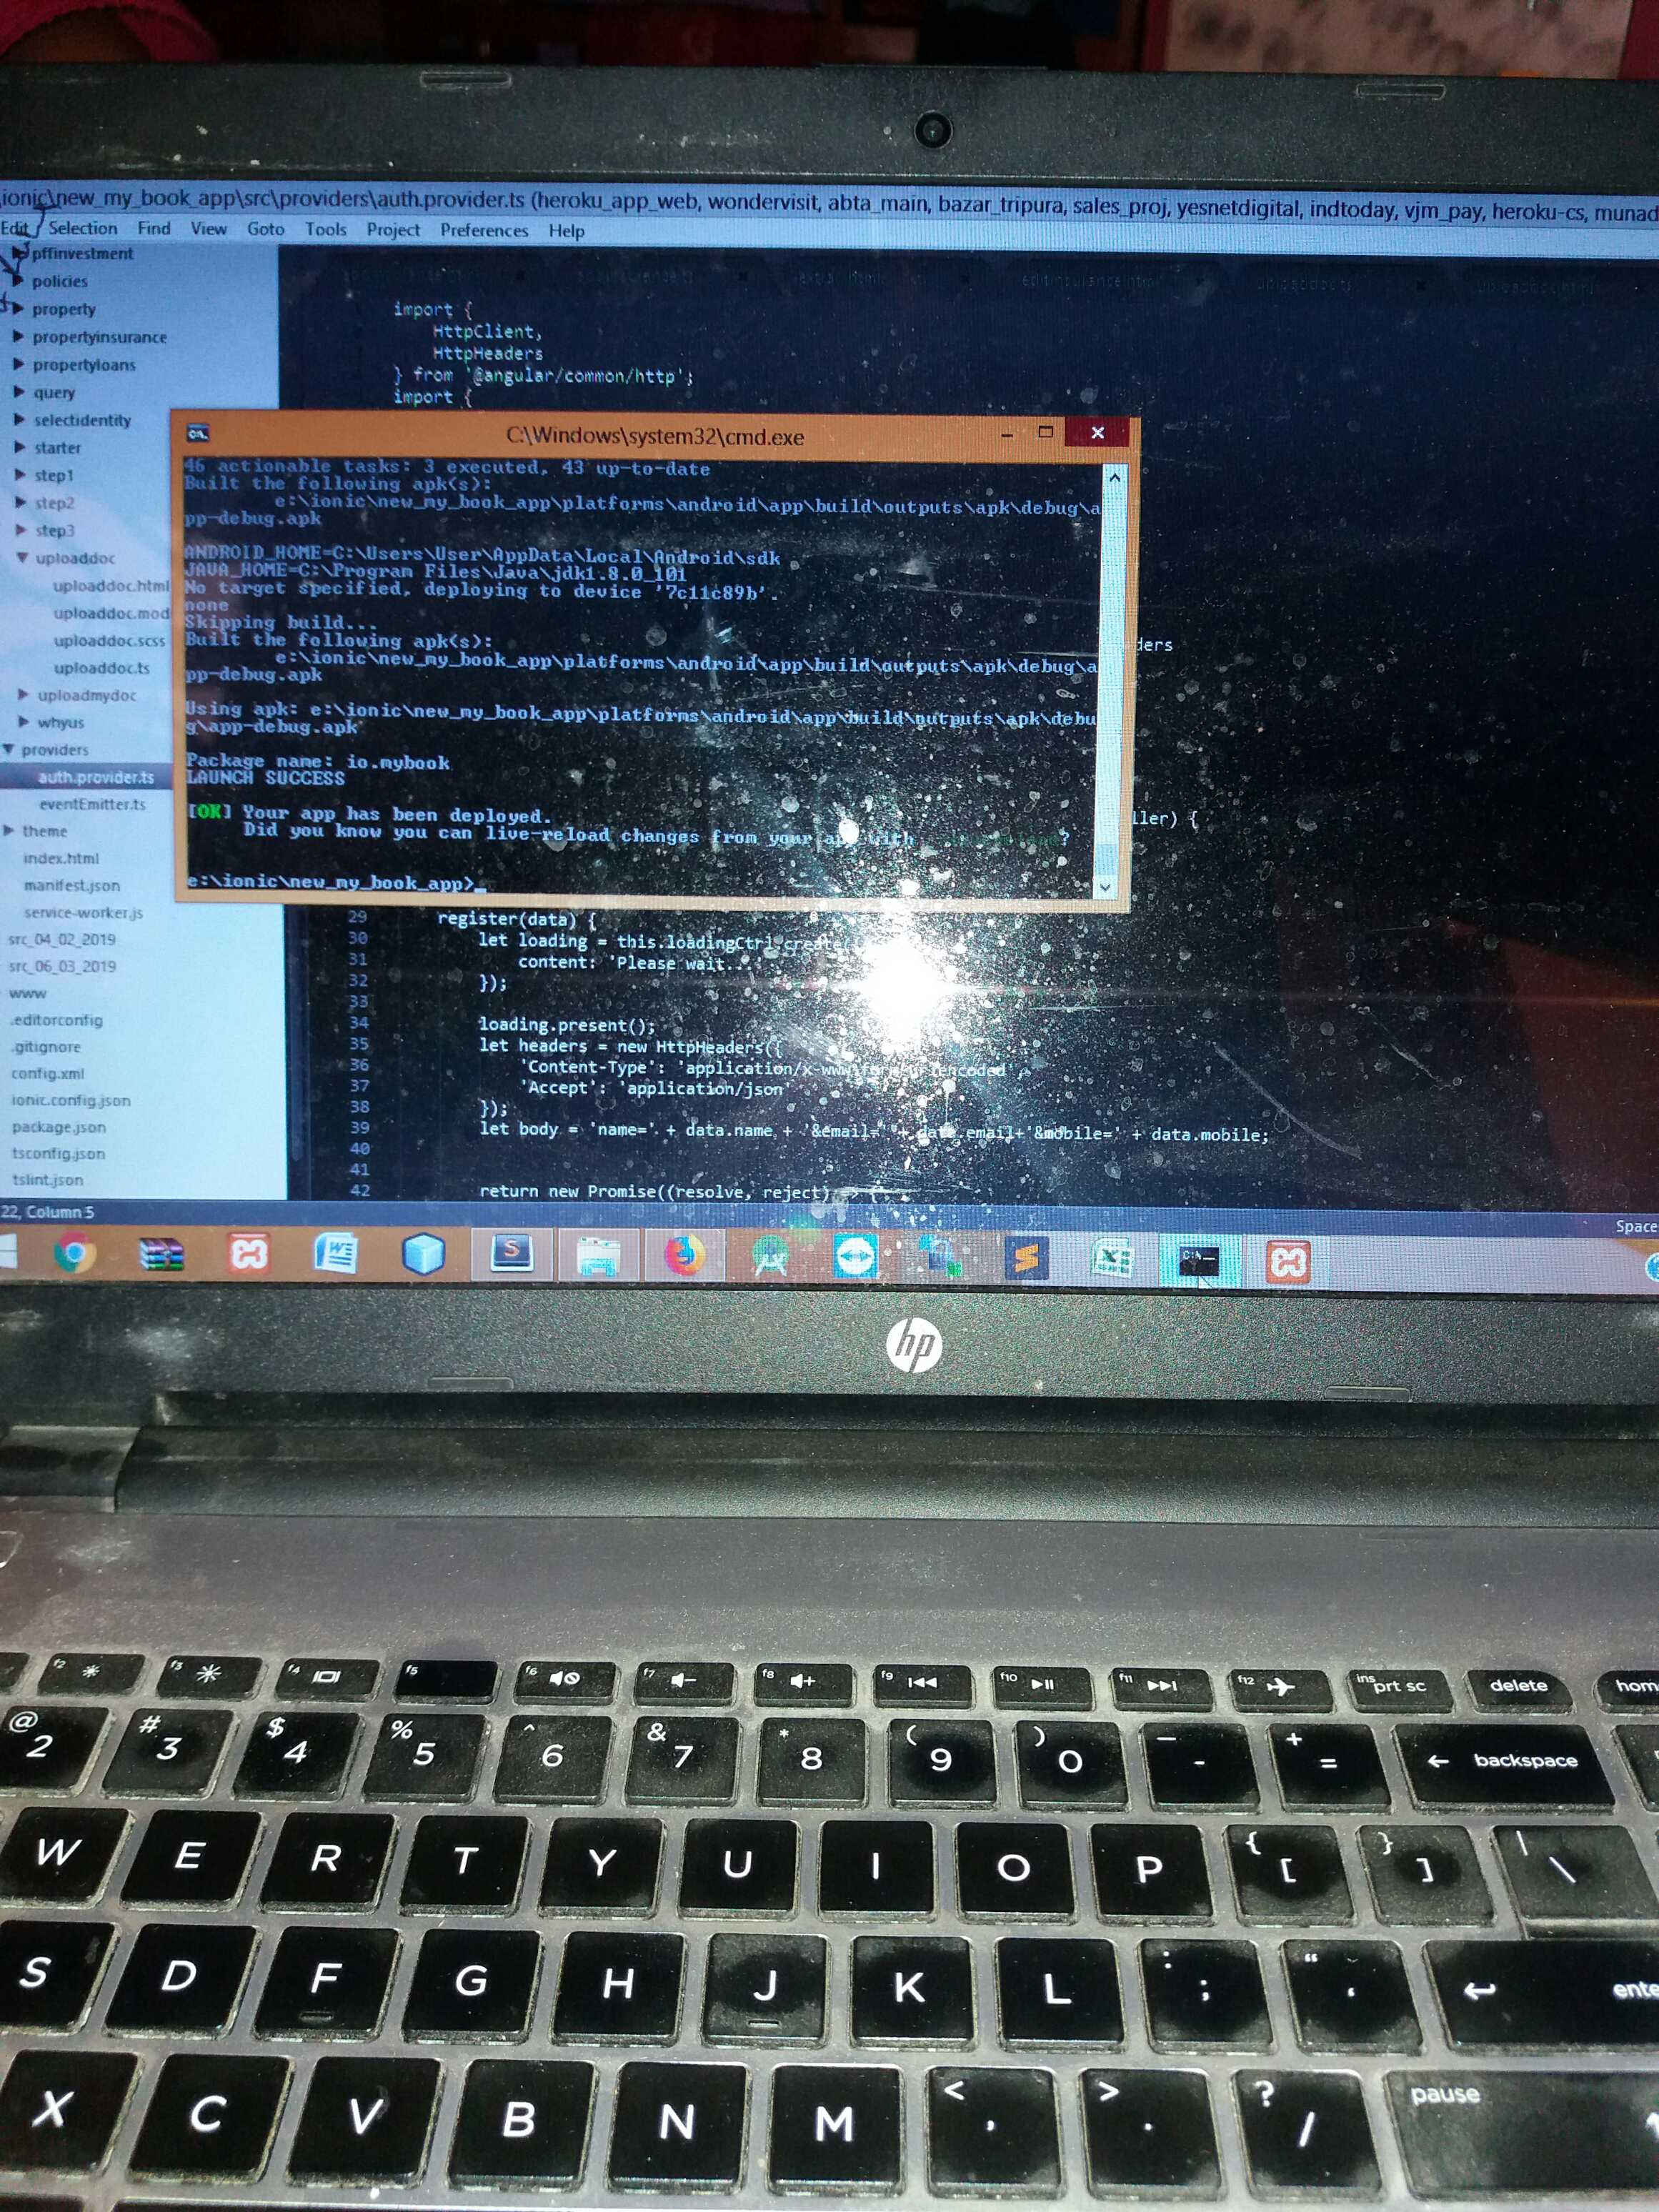 ionic\new_my_book_app\src\providers\auth.provider.ts (heroku_app_web, wondervisit, abta_main, bazar_tripura, sales_proj, yesnetdigital, indtoday, vjm_pay, heroku-cs, munad
Edit Selection Find View Goto Tools Project Preferences Help
pffinvestment
policies
property
propertyinsurance
propertyloans
query
selectidentity
starter
step1
step2
step3
uploaddoc
uploaddoc.html
uploaddoc.mod
uploaddoc.scss
uploaddoc.ts
uploadmydoc
whyus
providers
auth.provider.ts
eventEmitter.ts
theme
index.html
manifest.json
service-worker.js
src_04_02_2019
src_06_03_2019
www
.editorconfig
.gitignore
config.xml
ionic.config.json
package.json
tsconfig.json
tslint.json
import {
HttpClient,
HttpHeaders
} from '@angular/common/http';
import {
C:\Windows\system32\cmd.exe
46 actionable tasks: 3 executed, 43 up-to-date
Built the following apk(s):
e:\ionic\new_my_book_app\platforms\android\app\build\outputs\apk\debug\a
pp-debug.apk
ANDROID_HOME=C:\Users\User\AppData\Local\Android\sdk
JAVA_HOME=C:\Program Files\Java\jdk1.8.0_101
No target specified, deploying to device '7c11c89b'.
none
Skipping build...
Built the following apk(s):
e:\ionic\new_my_book_app\platforms\android\app\build\outputs\apk\debug\a
pp-debug.apk
Using apk: e:\ionic\new_my_book_app\platforms\android\app\build\outputs\apk\debu
g\app-debug.apk
Package name: io.mybook
LAUNCH SUCCESS
[OK] Your app has been deployed.
Did you know you can live-reload changes from your app with ?
e:\ionic\new_my_book_app>_
ders
ller) {
29 register(data) {
30 let loading = this.loadingCtrl.create({
31 content: 'Please wait...
32 });
33
34 loading.present();
35 let headers = new HttpHeaders({
36 'Content-Type': 'application/x-www-form-urlencoded',
37 'Accept': 'application/json'
38 });
39 let body = 'name=' + data.name + '&email=' + data.email+'&mobile=' + data.mobile;
40
41
42 return new Promise((resolve, reject) => {
22, Column 5
Space
hp
f2 f3 f4 f5 f6 f7 f8 f9 f10 f11 f12 ins prt sc delete hom
@ 2 # 3 $ 4 % 5 ^ 6 & 7 * 8 ( 9 ) 0 _ - + = backspace
W E R T Y U I O P { [ } ] | \
S D F G H J K L : ; " ' ente
X C V B N M < , > . ? / pause